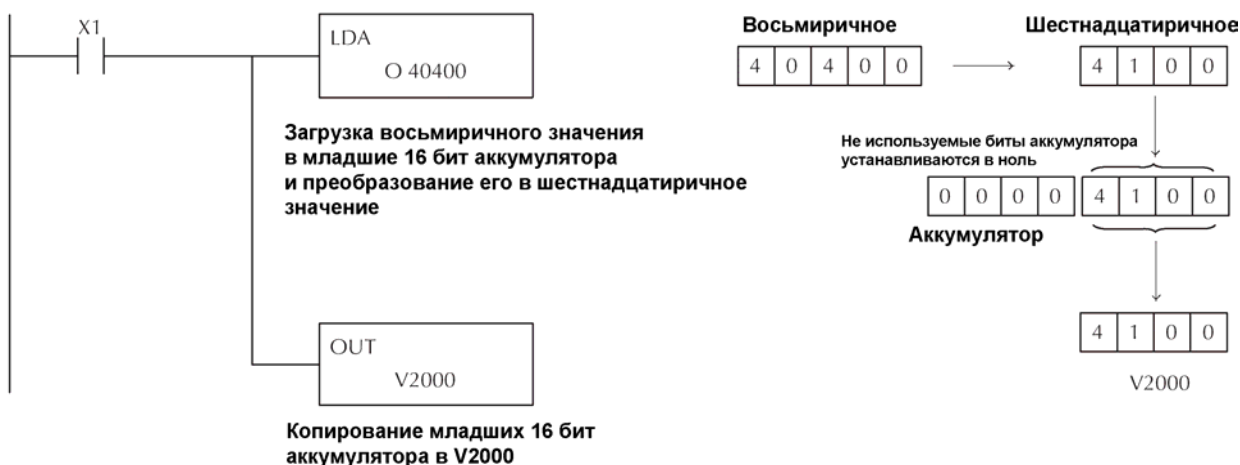 X1
LDA
O 40400
Загрузка восьмиричного значения
в младшие 16 бит аккумулятора
и преобразование его в шестнадцатиричное
значение
OUT
V2000
Копирование младших 16 бит
аккумулятора в V2000
Восьмиричное
4 0 4 0 0
Шестнадцатиричное
4 1 0 0
Не используемые биты аккумулятора
устанавливаются в ноль
0 0 0 0 4 1 0 0
Аккумулятор
4 1 0 0
V2000